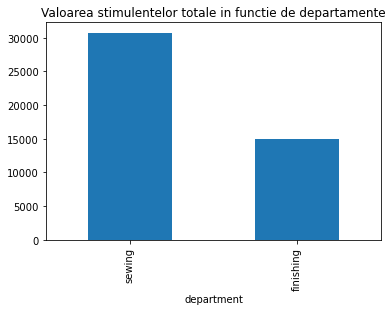 Valoarea stimulentelor totale in functie de departamente
30000
25000
20000
15000
10000
5000
0
sewing
finishing
department